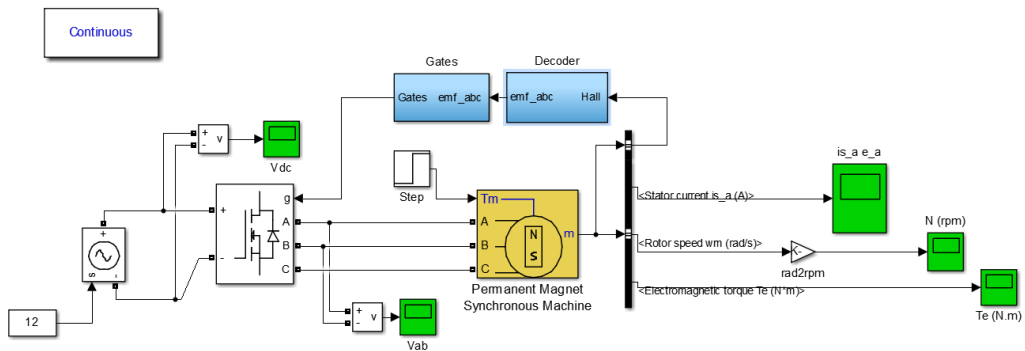 Continuous
Gates
Decoder
Gates emf_abc
emf_abc Hall
+
-
v
Vdc
Step
is_a e_a
<Stator current is_a (A)>
g
+
A
B
-
C
Tm
A
B
C
N
S
m
N (rpm)
<Rotor speed wm (rad/s)>
K-
rad2rpm
+
s
-
Permanent Magnet
Synchronous Machine
<Electromagnetic torque Te (N*m)>
Te (N.m)
12
+
-
v
Vab